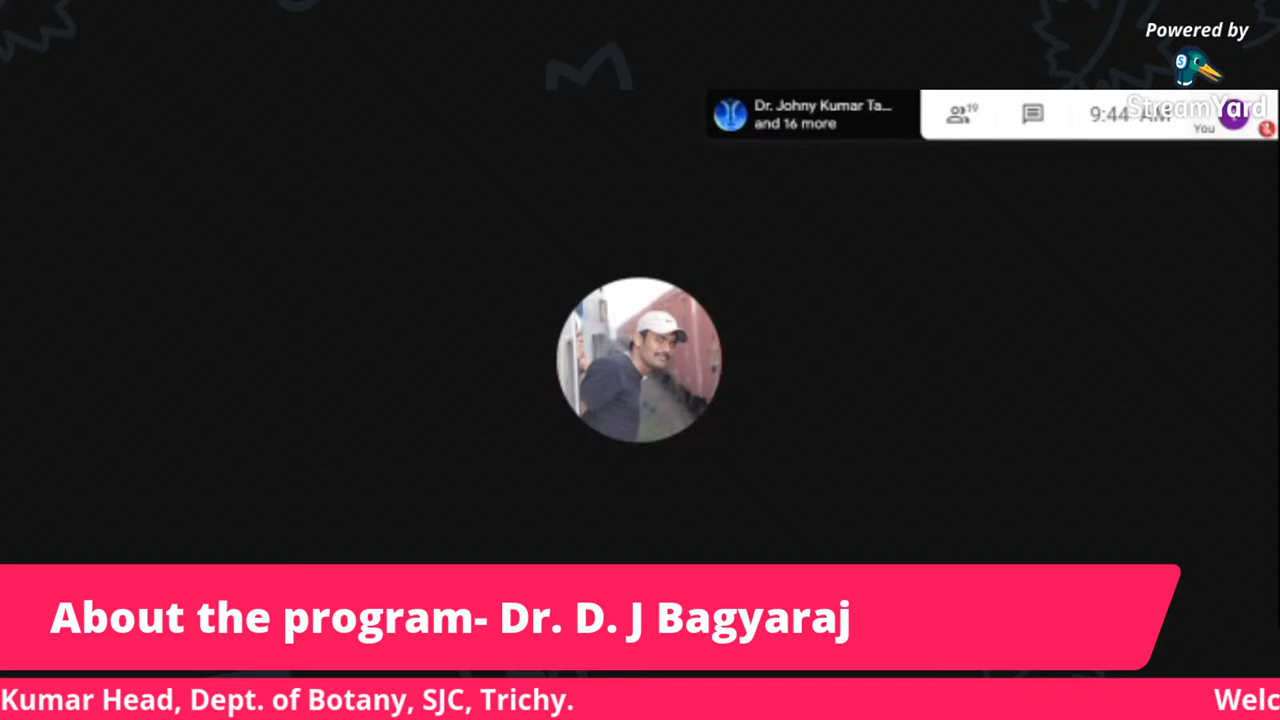 Powered by
StreamYard
Dr. Johny Kumar Ta...
and 16 more
19
9:44 AM
You
About the program- Dr. D. J Bagyaraj
Kumar Head, Dept. of Botany, SJC, Trichy.
Welc